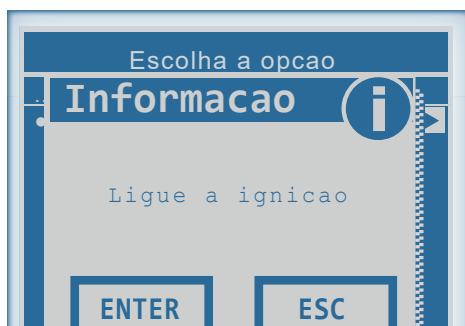 Escolha a opcao
Informacao
i
Ligue a ignicao
ENTER
ESC